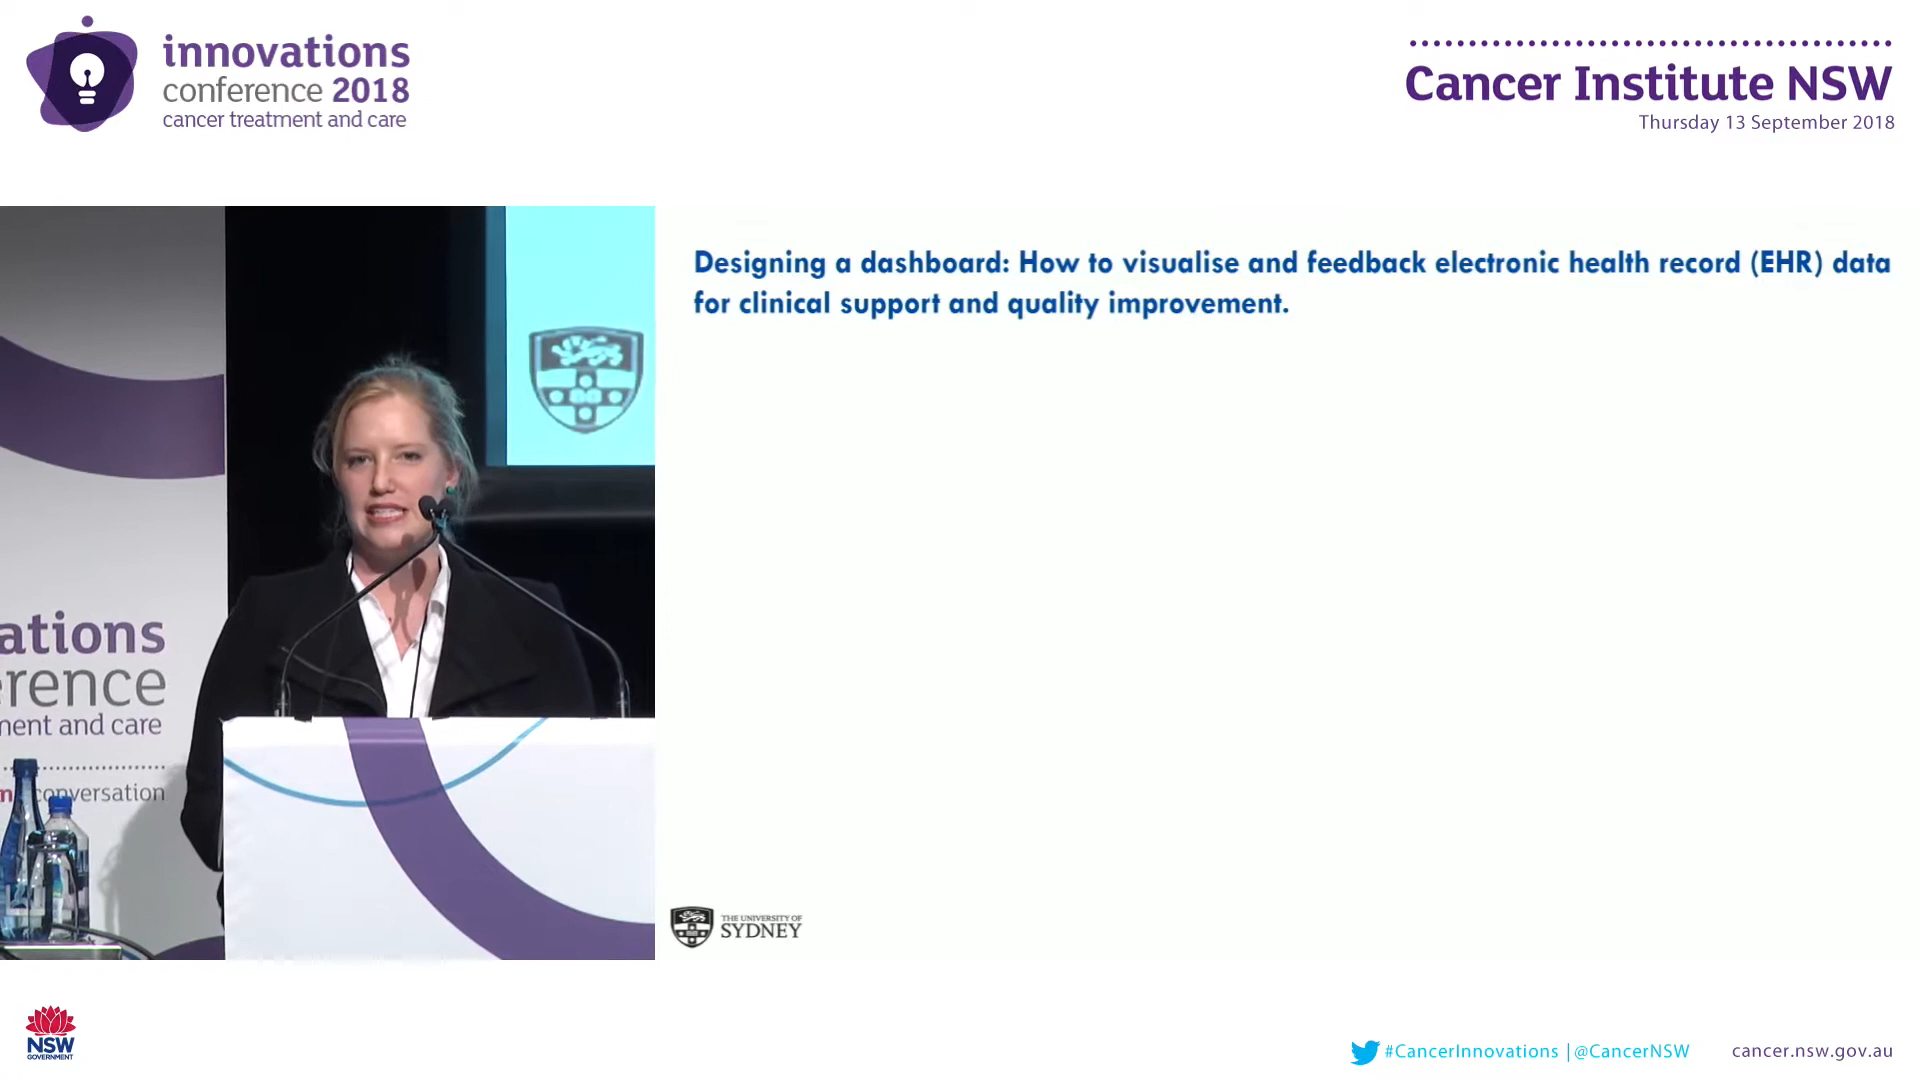 innovations
conference 2018
cancer treatment and care
Cancer Institute NSW
Thursday 13 September 2018
Designing a dashboard: How to visualise and feedback electronic health record (EHR) data
for clinical support and quality improvement.
ations
rence
ment and care
conversation
THE UNIVERSITY OF
SYDNEY
NSW
GOVERNMENT
#CancerInnovations | @CancerNSW
cancer.nsw.gov.au